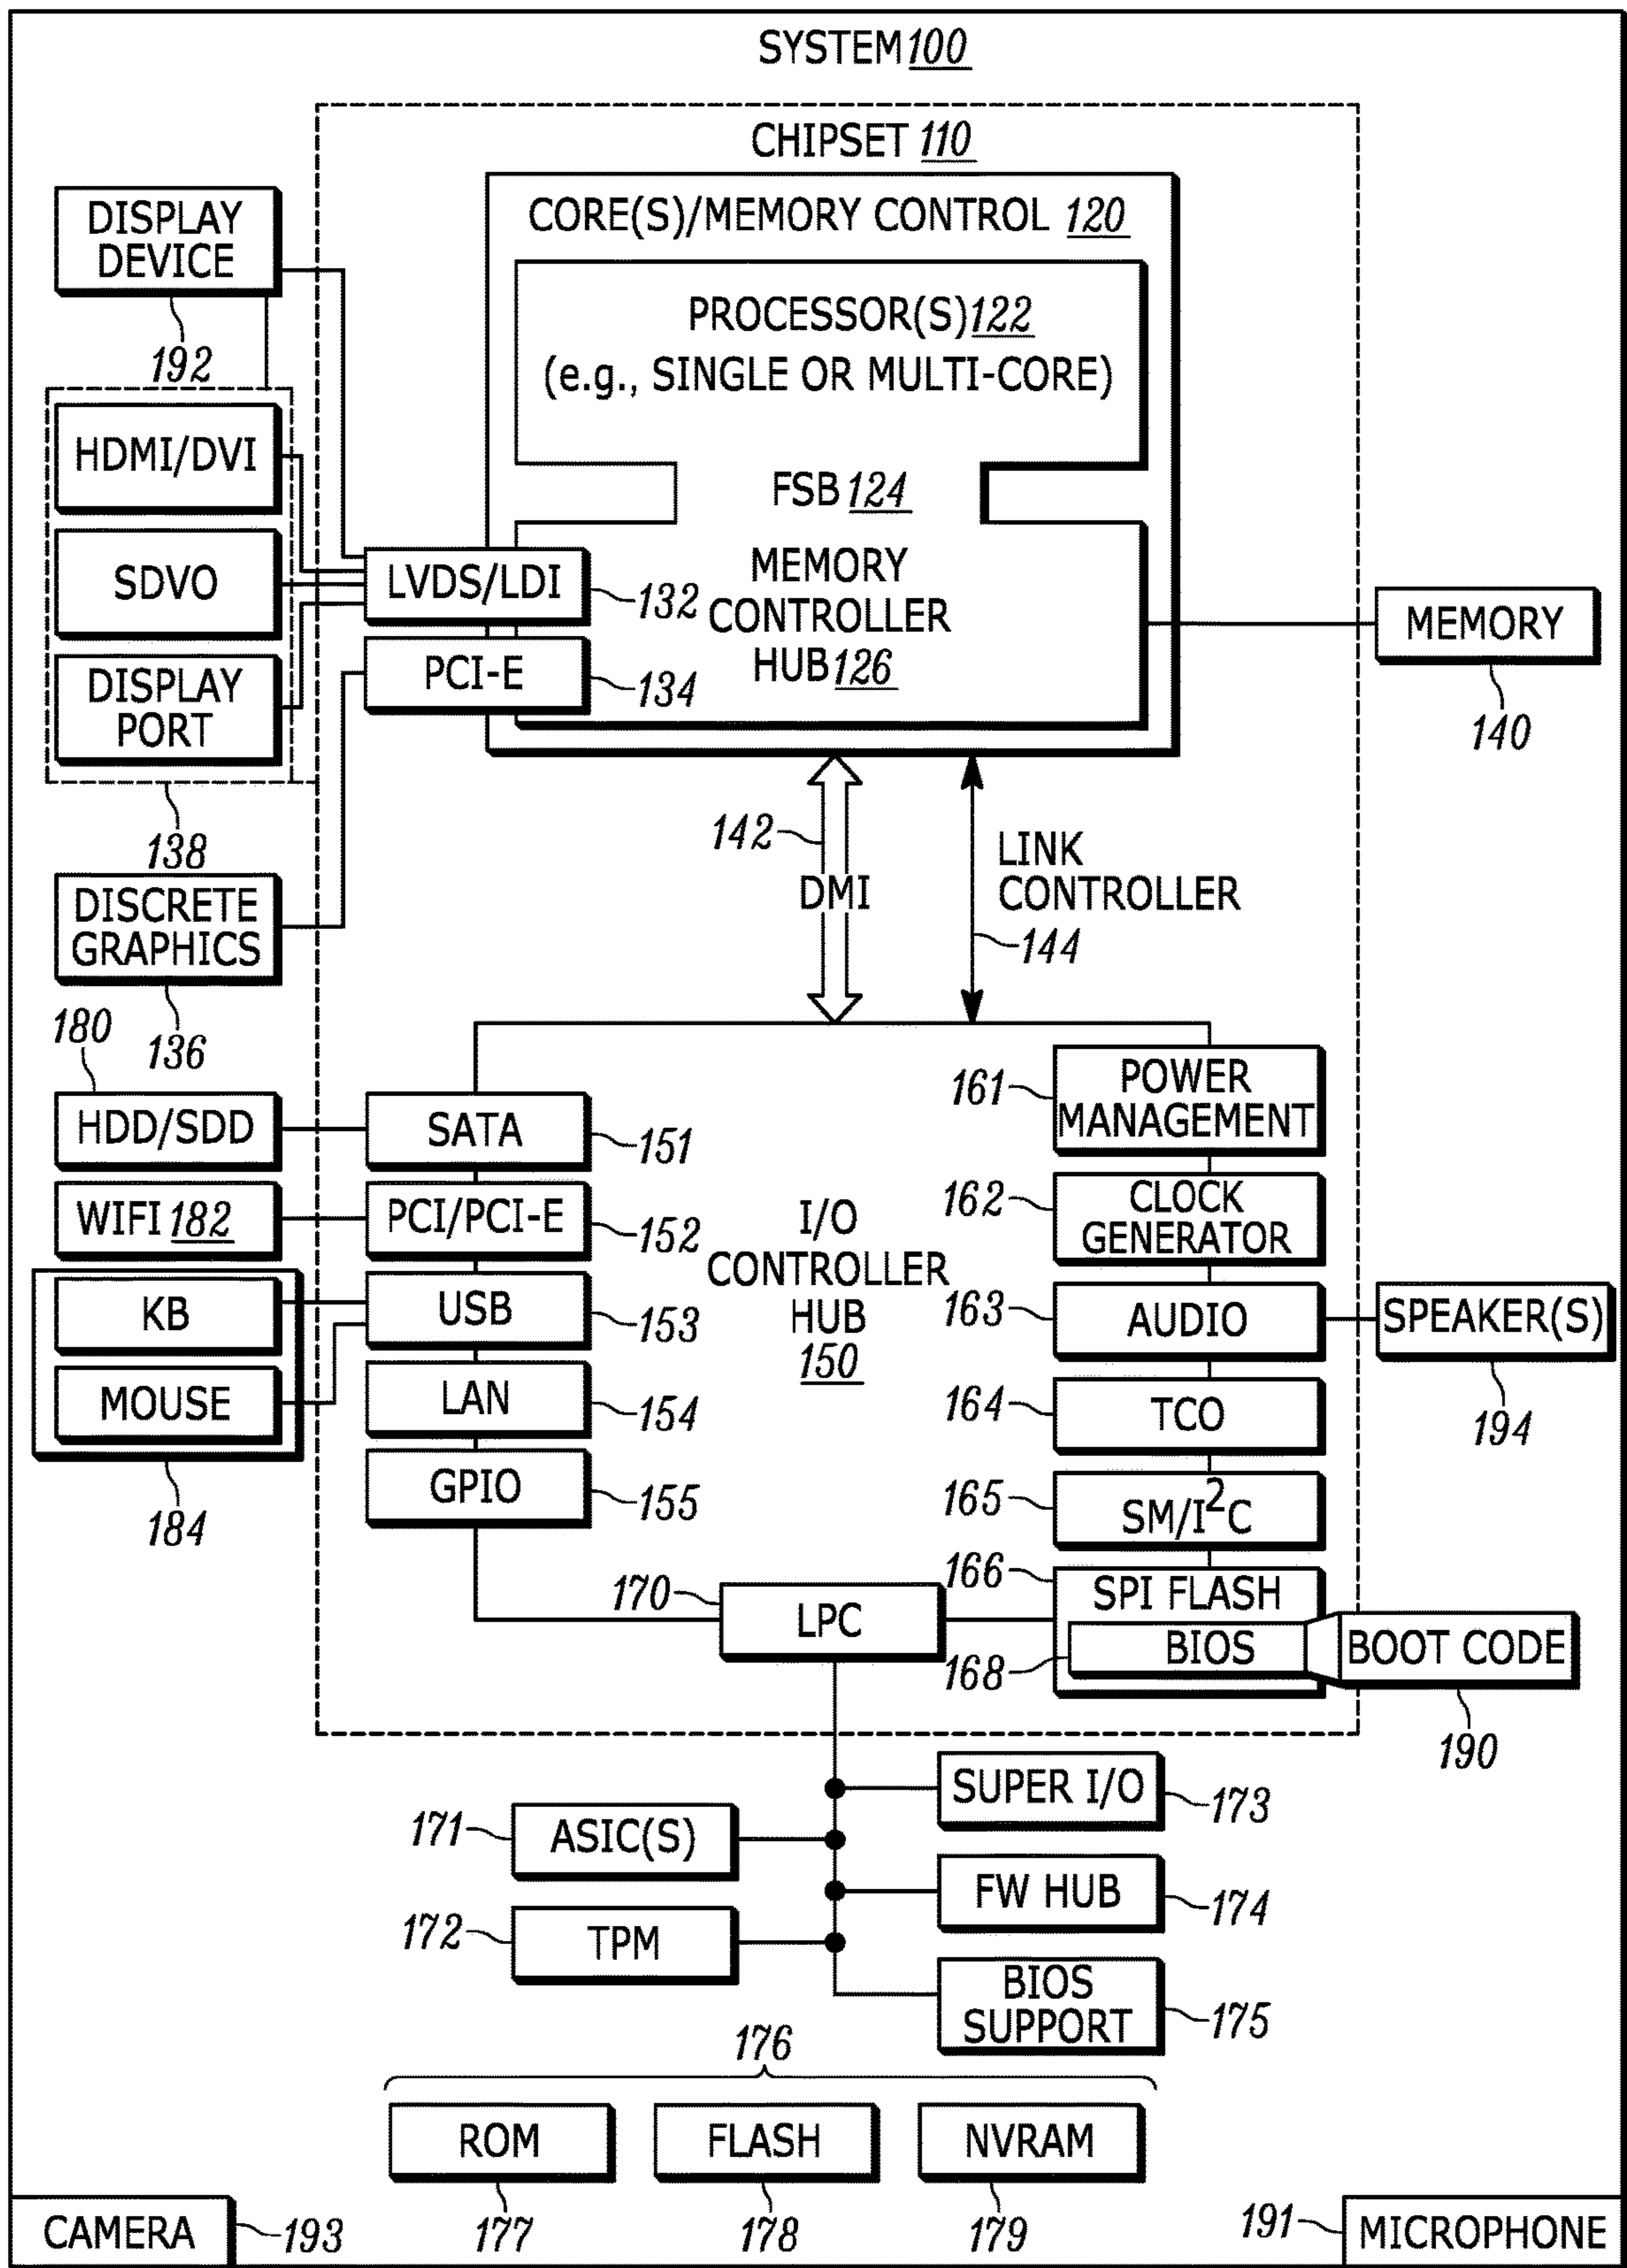 SYSTEM 100
CHIPSET 110
CORE(S)/MEMORY CONTROL 120
PROCESSOR(S) 122
(e.g., SINGLE OR MULTI-CORE)
FSB 124
MEMORY
CONTROLLER
HUB 126
DISPLAY
DEVICE
192
HDMI/DVI
SDVO
DISPLAY
PORT
138
LVDS/LDI
132
PCI-E
134
MEMORY
140
DISCRETE
GRAPHICS
136
142
DMI
LINK
CONTROLLER
144
180
HDD/SDD
WIFI 182
KB
MOUSE
184
SATA
151
PCI/PCI-E
152
USB
153
LAN
154
GPIO
155
I/O
CONTROLLER
HUB
150
161
POWER
MANAGEMENT
162
CLOCK
GENERATOR
163
AUDIO
SPEAKER(S)
194
164
TCO
165
SM/I2C
166
SPI FLASH
168
BIOS
BOOT CODE
190
170
LPC
171
ASIC(S)
172
TPM
SUPER I/O
173
FW HUB
174
BIOS
SUPPORT
175
176
ROM
177
FLASH
178
NVRAM
179
CAMERA
193
191
MICROPHONE